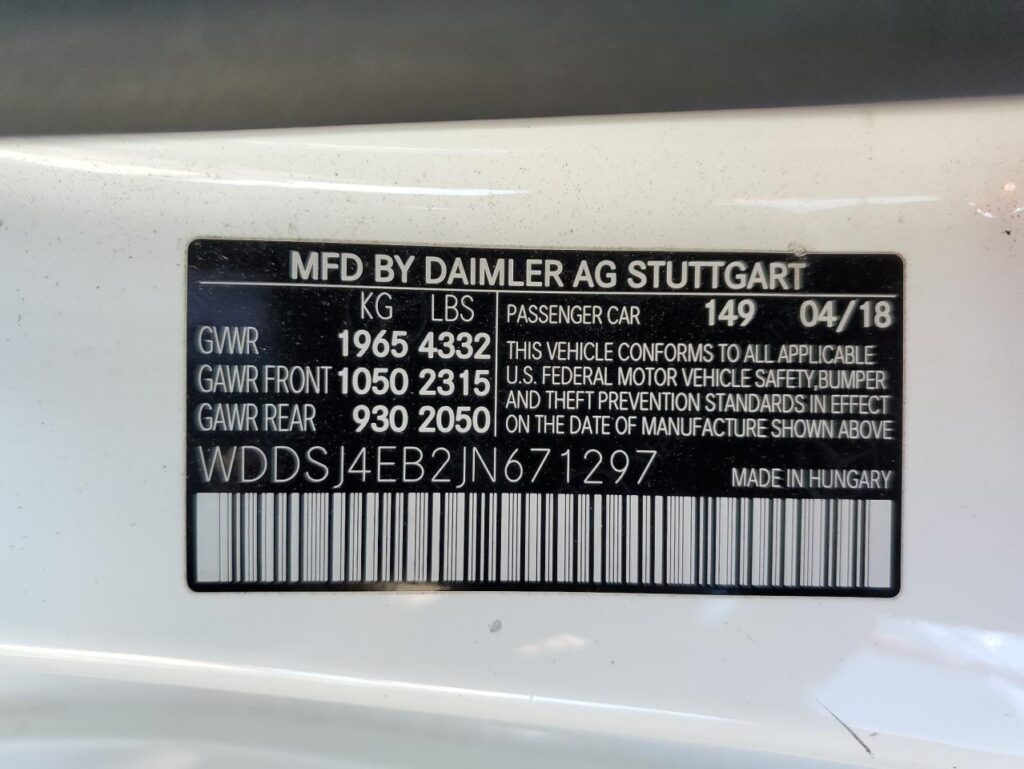 MFD BY DAIMLER AG STUTTGART
KG LBS
GVWR 1965 4332
GAWR FRONT 1050 2315
GAWR REAR 930 2050
PASSENGER CAR 149 04/18
THIS VEHICLE CONFORMS TO ALL APPLICABLE
U.S. FEDERAL MOTOR VEHICLE SAFETY,BUMPER
AND THEFT PREVENTION STANDARDS IN EFFECT
ON THE DATE OF MANUFACTURE SHOWN ABOVE
WDDSJ4EB2JN671297
MADE IN HUNGARY